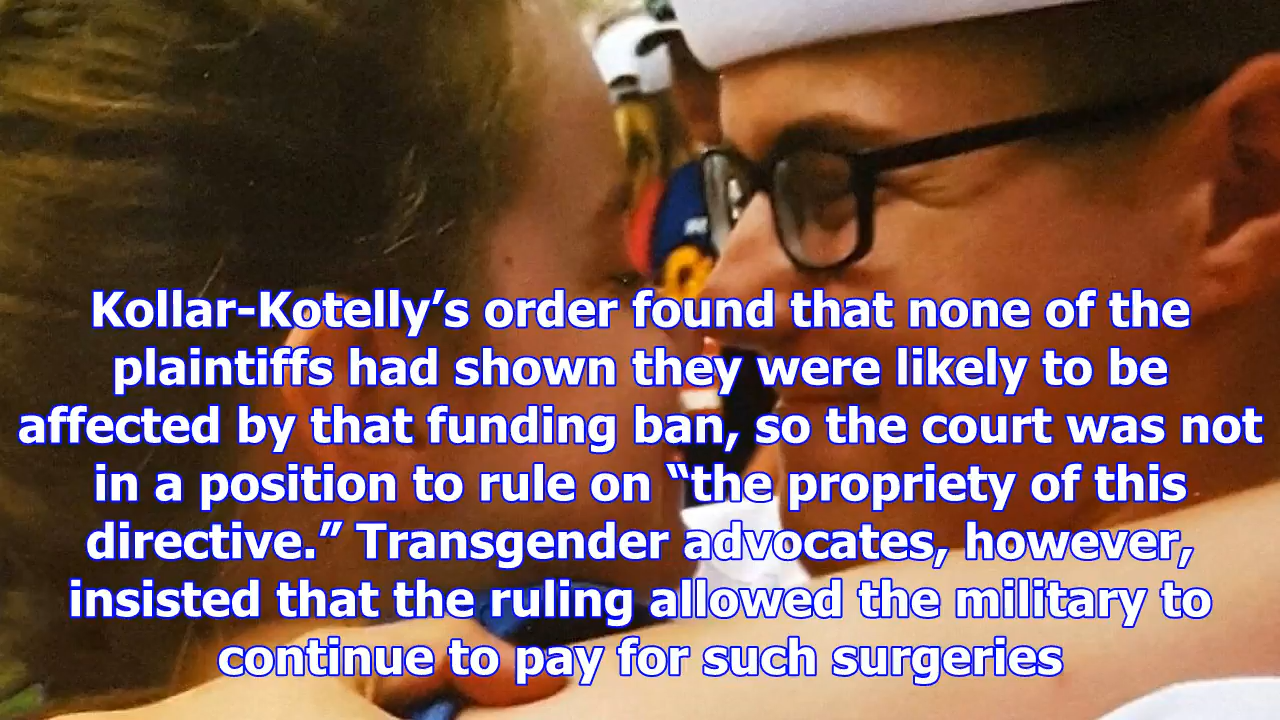 Kollar-Kotelly’s order found that none of the
plaintiffs had shown they were likely to be
affected by that funding ban, so the court was not
in a position to rule on “the propriety of this
directive.” Transgender advocates, however,
insisted that the ruling allowed the military to
continue to pay for such surgeries